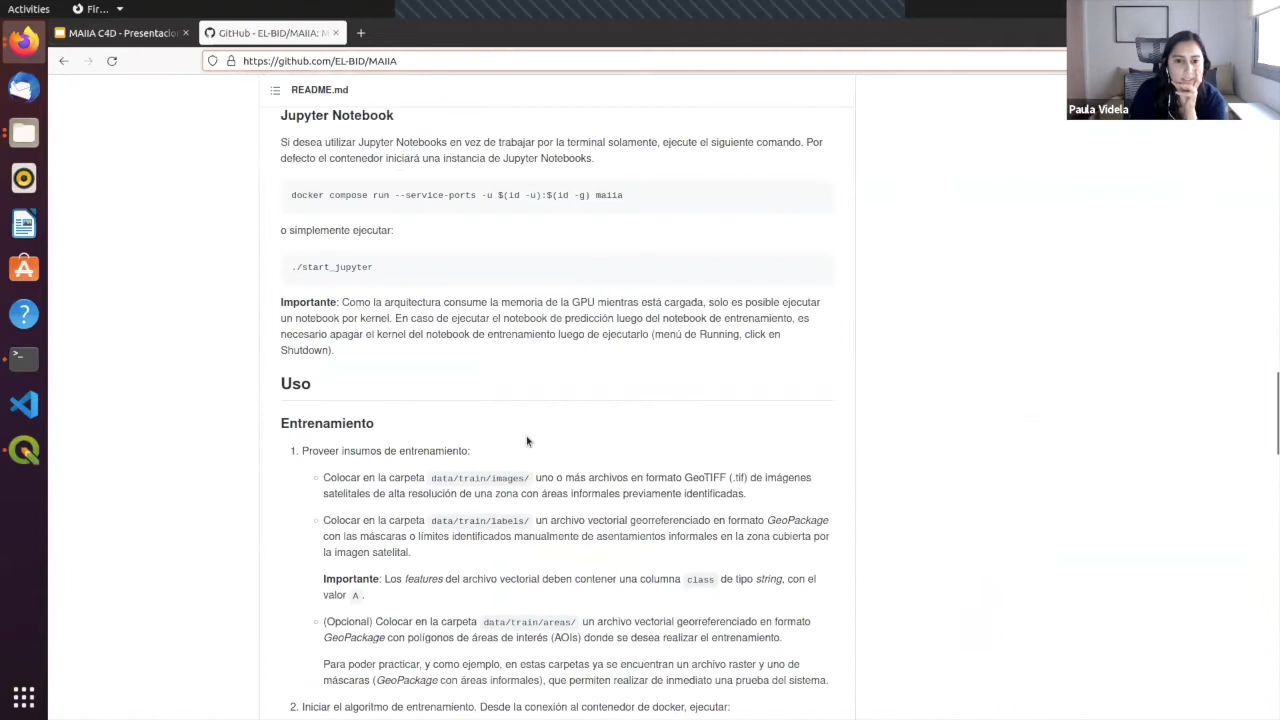 Activities
Fir...
MAIIA C4D - Presentacio
GitHub - EL-BID/MAIIA: M
https://github.com/EL-BID/MAIIA
Paula Videla
README.md
Jupyter Notebook
Si desea utilizar Jupyter Notebooks en vez de trabajar por la terminal solamente, ejecute el siguiente comando. Por
defecto el contenedor iniciará una instancia de Jupyter Notebooks.
docker compose run --service-ports -u $(id -u):$(id -g) maiia
o simplemente ejecutar:
./start_jupyter
Importante: Como la arquitectura consume la memoria de la GPU mientras está cargada, solo es posible ejecutar
un notebook por kernel. En caso de ejecutar el notebook de predicción luego del notebook de entrenamiento, es
necesario apagar el kernel del notebook de entrenamiento luego de ejecutarlo (menú de Running, click en
Shutdown).
Uso
Entrenamiento
1. Proveer insumos de entrenamiento:
Colocar en la carpeta data/train/images/ uno o más archivos en formato GeoTIFF (.tif) de imágenes
satelitales de alta resolución de una zona con áreas informales previamente identificadas.
Colocar en la carpeta data/train/labels/ un archivo vectorial georreferenciado en formato GeoPackage
con las máscaras o límites identificados manualmente de asentamientos informales en la zona cubierta por
la imagen satelital.
Importante: Los features del archivo vectorial deben contener una columna class de tipo string, con el
valor A.
(Opcional) Colocar en la carpeta data/train/areas/ un archivo vectorial georreferenciado en formato
GeoPackage con polígonos de áreas de interés (AOIs) donde se desea realizar el entrenamiento.
Para poder practicar, y como ejemplo, en estas carpetas ya se encuentran un archivo raster y uno de
máscaras (GeoPackage con áreas informales), que permiten realizar de inmediato una prueba del sistema.
2. Iniciar el algoritmo de entrenamiento. Desde la conexión al contenedor de docker, ejecutar: